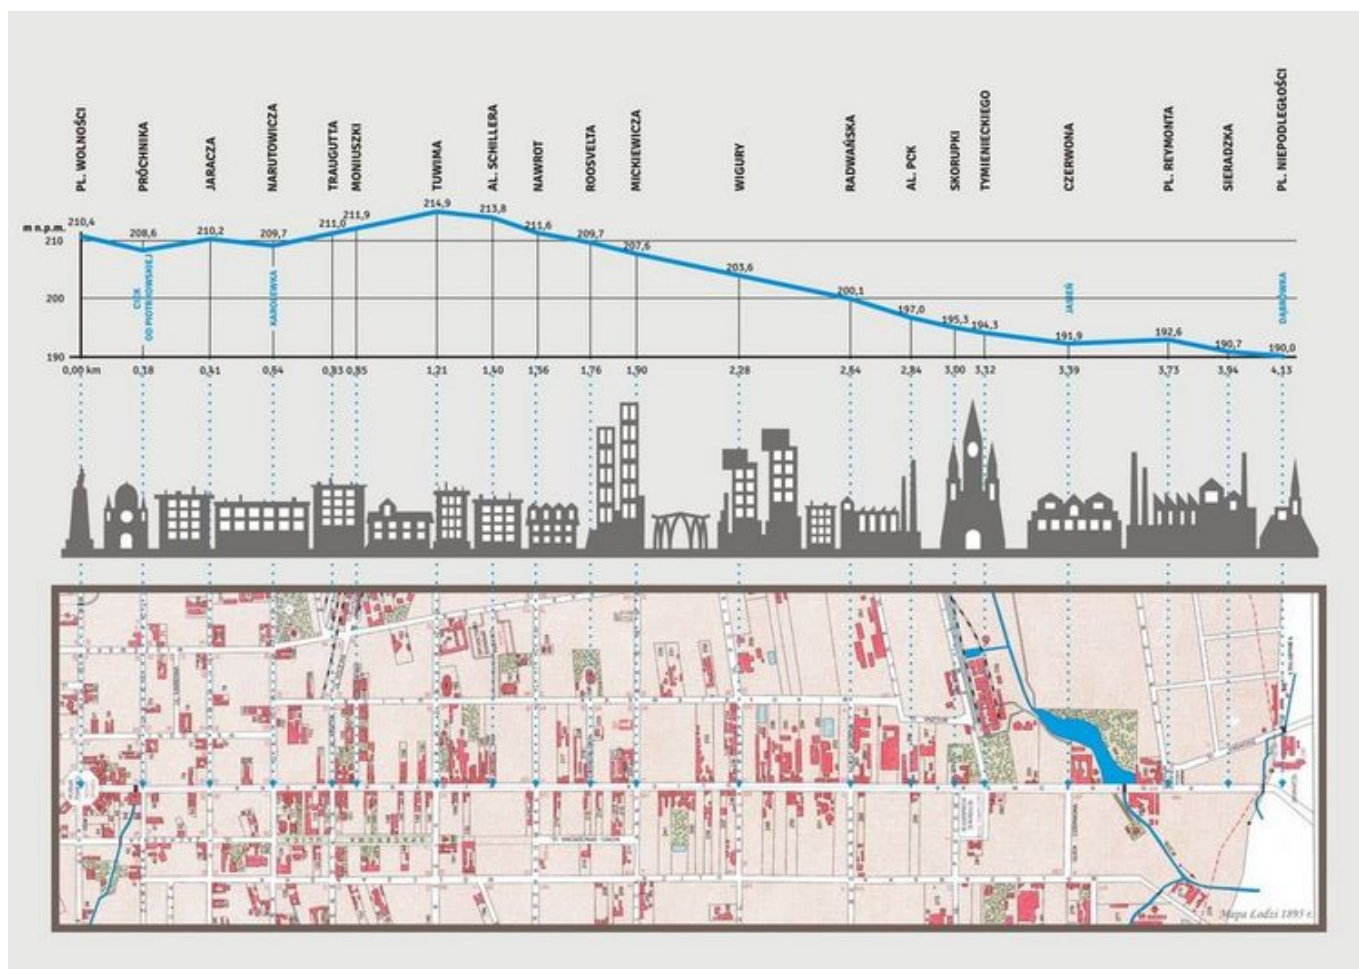 PL. WOLNOŚCI
PRÓCHNIKA
JARACZA
NARUTOWICZA
TRAUGUTTA
MONIUSZKI
TUWIMA
AL. SCHILLERA
NAWROT
ROOSVELTA
MICKIEWICZA
WIGURY
RADWAŃSKA
AL. PCK
SKORUPKI
TYMIENIECKIEGO
CZERWONA
PL. REYMONTA
SIERADZKA
PL. NIEPODLEGŁOŚCI
m n.p.m.
210,4
208,6
210,2
209,7
211,0
211,9
214,9
213,8
211,6
209,7
207,6
203,6
200,1
197,0
195,3
194,3
191,9
192,6
190,7
190,0
210
200
190
CIEK
OD PIOTRKOWSKIEJ
KAROLEWKA
JASIEŃ
DĄBRÓWKA
0,00 km
0,18
0,41
0,64
0,83
0,85
1,21
1,40
1,56
1,76
1,90
2,28
2,64
2,84
3,00
3,12
3,39
3,75
3,94
4,13
Mapa Łodzi 1895 r.